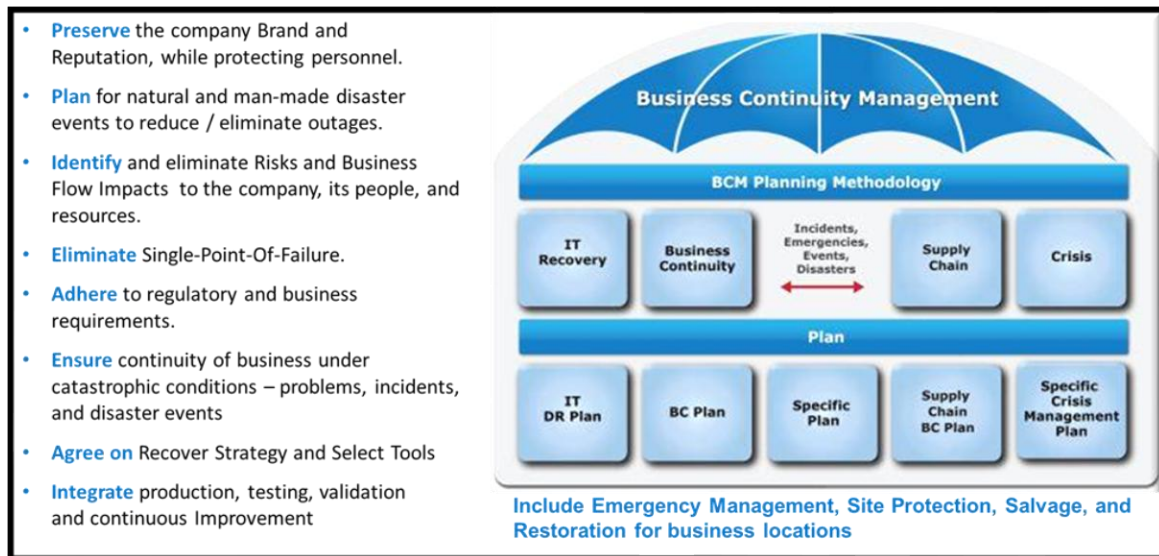 • Preserve the company Brand and
Reputation, while protecting personnel.
• Plan for natural and man-made disaster
events to reduce / eliminate outages.
• Identify and eliminate Risks and Business
Flow Impacts to the company, its people, and
resources.
• Eliminate Single-Point-Of-Failure.
• Adhere to regulatory and business
requirements.
• Ensure continuity of business under
catastrophic conditions – problems, incidents,
and disaster events
• Agree on Recover Strategy and Select Tools
• Integrate production, testing, validation
and continuous Improvement
Business Continuity Management
BCM Planning Methodology
IT
Recovery
Business
Continuity
Incidents,
Emergencies,
Events,
Disasters
Supply
Chain
Crisis
Plan
IT
DR Plan
BC Plan
Specific
Plan
Supply
Chain
BC Plan
Specific
Crisis
Management
Plan
Include Emergency Management, Site Protection, Salvage, and
Restoration for business locations